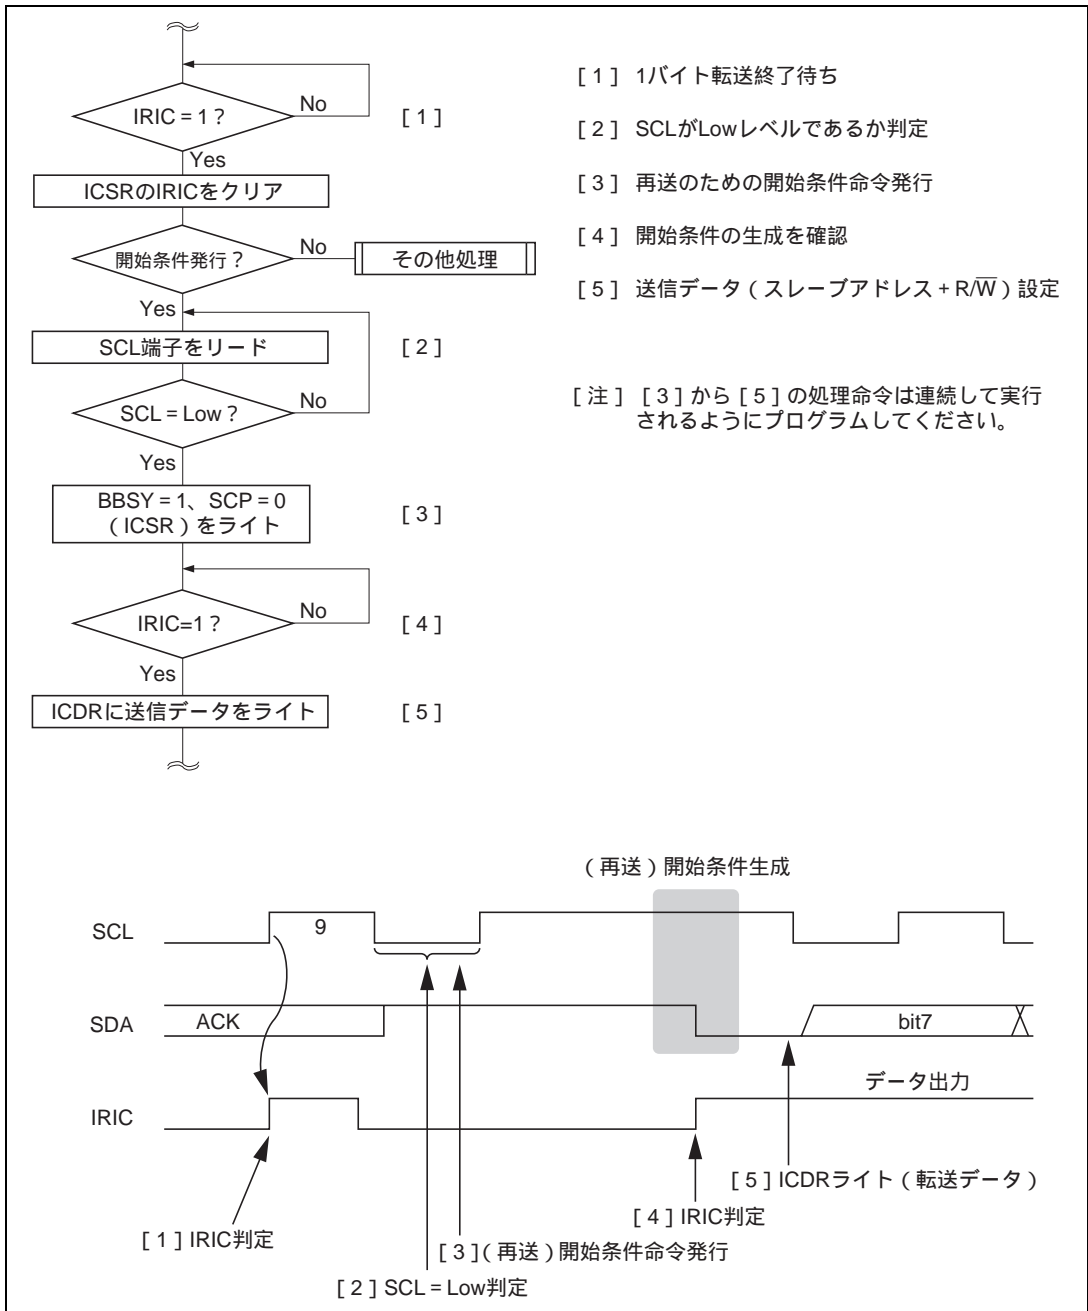 IRIC = 1 ?
No
[ 1 ]
Yes
ICSRのIRICをクリア
開始条件発行 ?
No
その他処理
Yes
SCL端子をリード
[ 2 ]
SCL = Low ?
No
Yes
BBSY = 1、SCP = 0
( ICSR ) をライト
[ 3 ]
IRIC=1 ?
No
[ 4 ]
Yes
ICDRに送信データをライト
[ 5 ]
[ 1 ] 1バイト転送終了待ち
[ 2 ] SCLがLowレベルであるか判定
[ 3 ] 再送のための開始条件命令発行
[ 4 ] 開始条件の生成を確認
[ 5 ] 送信データ ( スレーブアドレス + R/W̅ ) 設定
[ 注 ] [ 3 ] から [ 5 ] の処理命令は連続して実行
されるようにプログラムしてください。
( 再送 ) 開始条件生成
SCL
9
SDA
ACK
bit7
データ出力
IRIC
[ 5 ] ICDRライト ( 転送データ )
[ 4 ] IRIC判定
[ 1 ] IRIC判定
[ 3 ] ( 再送 ) 開始条件命令発行
[ 2 ] SCL = Low判定